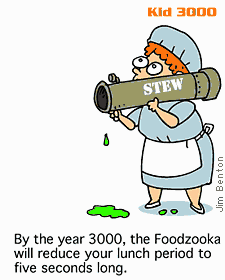 Kid 3000
STEW
Jim Benton
By the year 3000, the Foodzooka
will reduce your lunch period to
five seconds long.